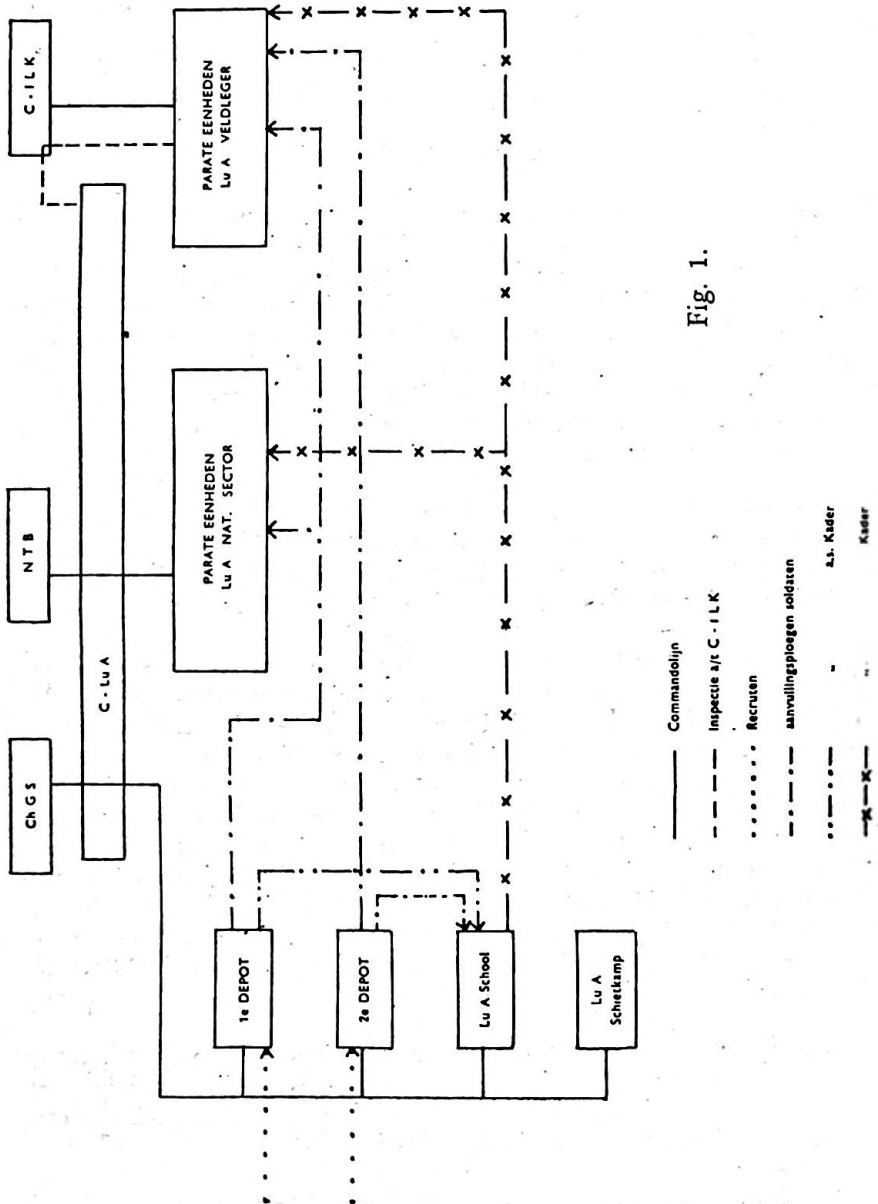 Ch G S
N T B
C - I L K
C - Lu A
PARATE EENHEDEN
Lu A NAT. SECTOR
PARATE EENHEDEN
Lu A VELDLEGER
1e DEPOT
2e DEPOT
Lu A School
Lu A
Schietkamp
Commandolijn
Inspectie a/t C - I L K
Recruten
aanvullingsploegen soldaten
„ a.s. Kader
„ Kader
Fig. 1.